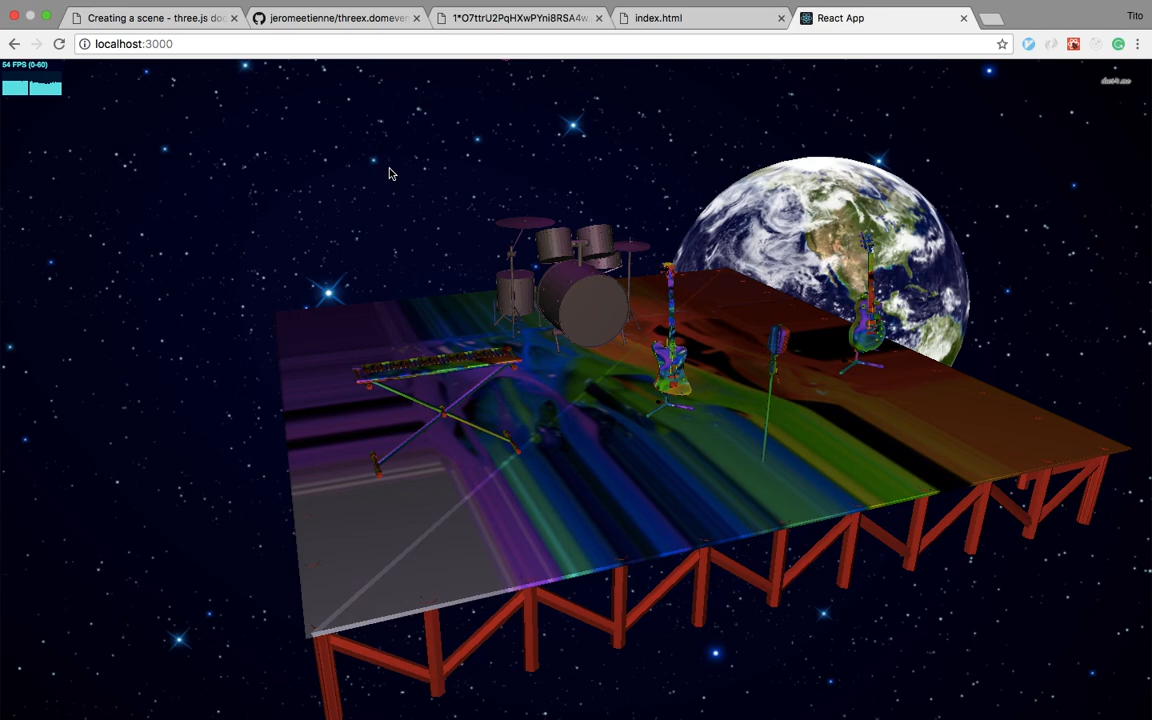 Creating a scene - three.js do
jeromeetienne/threex.domeve
1*O7ttrU2PqHXwPYni8RSA4w.
index.html
React App
Tito
localhost:3000
54 FPS (0-60)